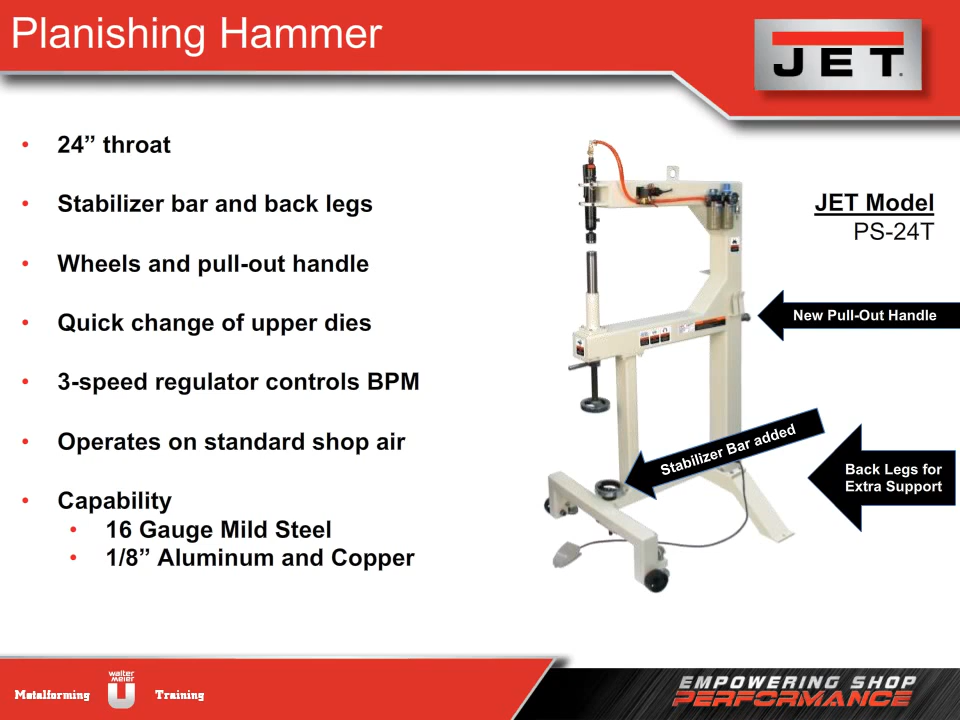 Planishing Hammer
JET
• 24” throat
• Stabilizer bar and back legs
• Wheels and pull-out handle
• Quick change of upper dies
• 3-speed regulator controls BPM
• Operates on standard shop air
• Capability
• 16 Gauge Mild Steel
• 1/8” Aluminum and Copper
JET Model
PS-24T
New Pull-Out Handle
Stabilizer Bar added
Back Legs for
Extra Support
Metalforming
walter
meier
Training
EMPOWERING SHOP
PERFORMANCE